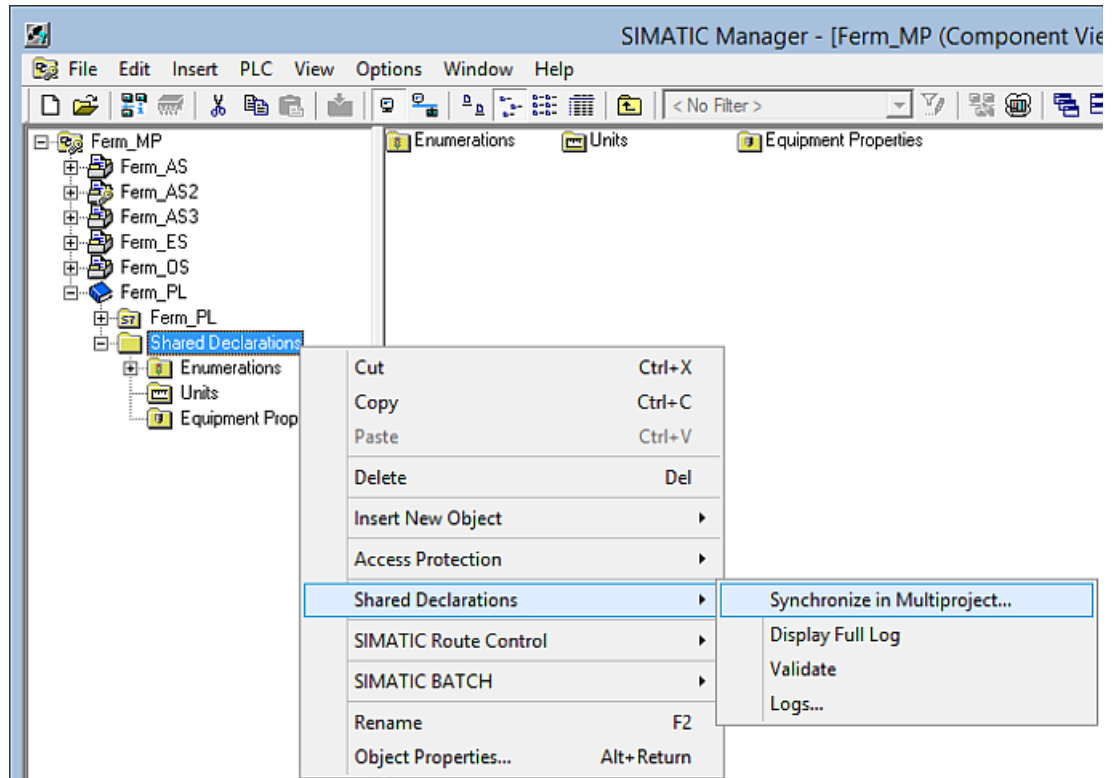 SIMATIC Manager - [Ferm_MP (Component Vie
File Edit Insert PLC View Options Window Help
< No Filter >
Ferm_MP
Ferm_AS
Ferm_AS2
Ferm_AS3
Ferm_ES
Ferm_OS
Ferm_PL
Ferm_PL
Shared Declarations
Enumerations
Units
Equipment Prop
Enumerations Units Equipment Properties
Cut Ctrl+X
Copy Ctrl+C
Paste Ctrl+V
Delete Del
Insert New Object
Access Protection
Shared Declarations
SIMATIC Route Control
SIMATIC BATCH
Rename F2
Object Properties... Alt+Return
Synchronize in Multiproject...
Display Full Log
Validate
Logs...